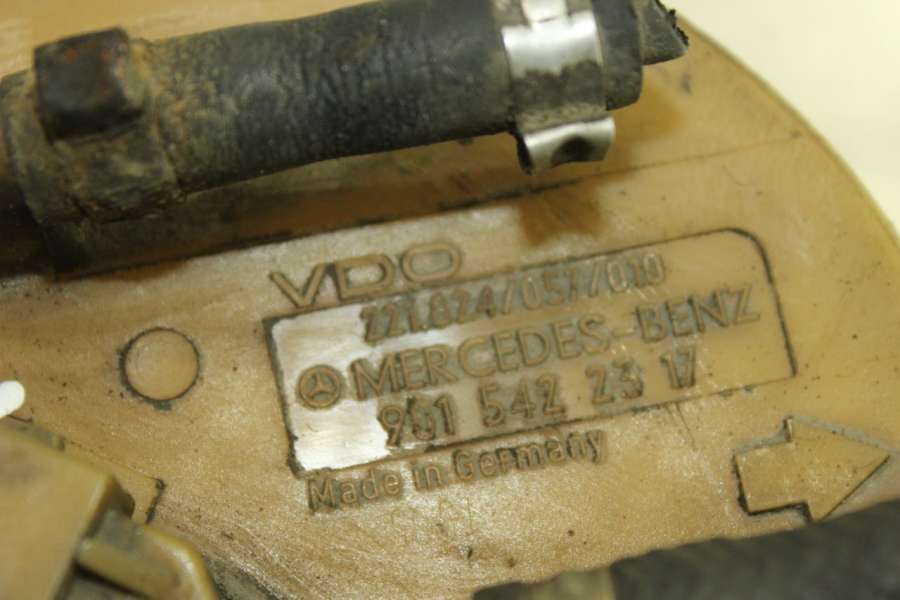 VDO
221.824/057/010
MERCEDES-BENZ
901 542 23 17
Made in Germany